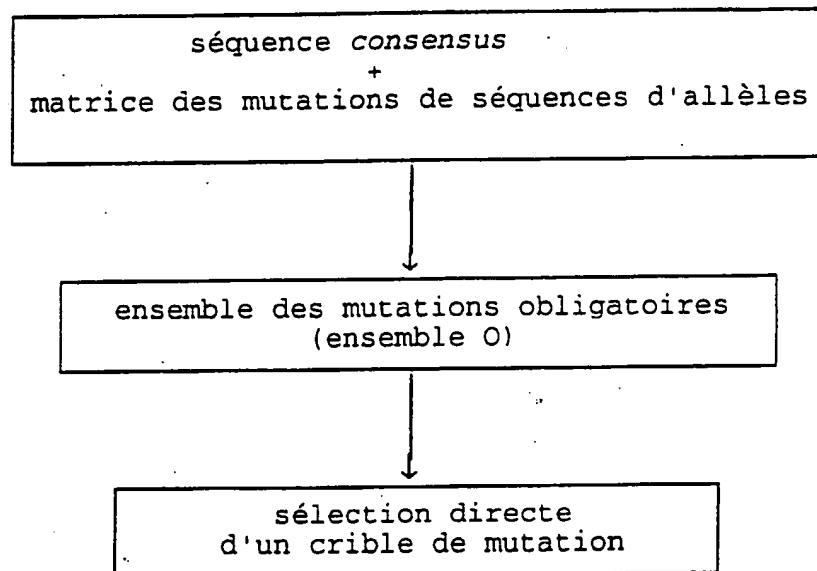 séquence consensus
+
matrice des mutations de séquences d'allèles
ensemble des mutations obligatoires
(ensemble O)
sélection directe
d'un crible de mutation